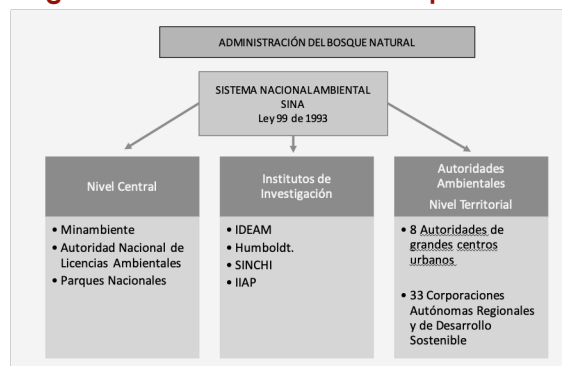 ADMINISTRACIÓN DEL BOSQUE NATURAL
SISTEMA NACIONAL AMBIENTAL
SINA
Ley 99 de 1993
Nivel Central
• Minambiente
• Autoridad Nacional de
Licencias Ambientales
• Parques Nacionales
Institutos de
Investigación
• IDEAM
• Humboldt.
• SINCHI
• IIAP
Autoridades
Ambientales
Nivel Territorial
• 8 Autoridades de
grandes centros
urbanos
• 33 Corporaciones
Autónomas Regionales
y de Desarrollo
Sostenible